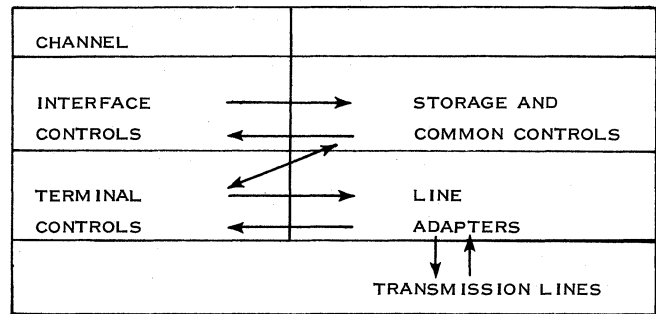 CHANNEL
INTERFACE
CONTROLS
STORAGE AND
COMMON CONTROLS
TERMINAL
CONTROLS
LINE
ADAPTERS
TRANSMISSION LINES